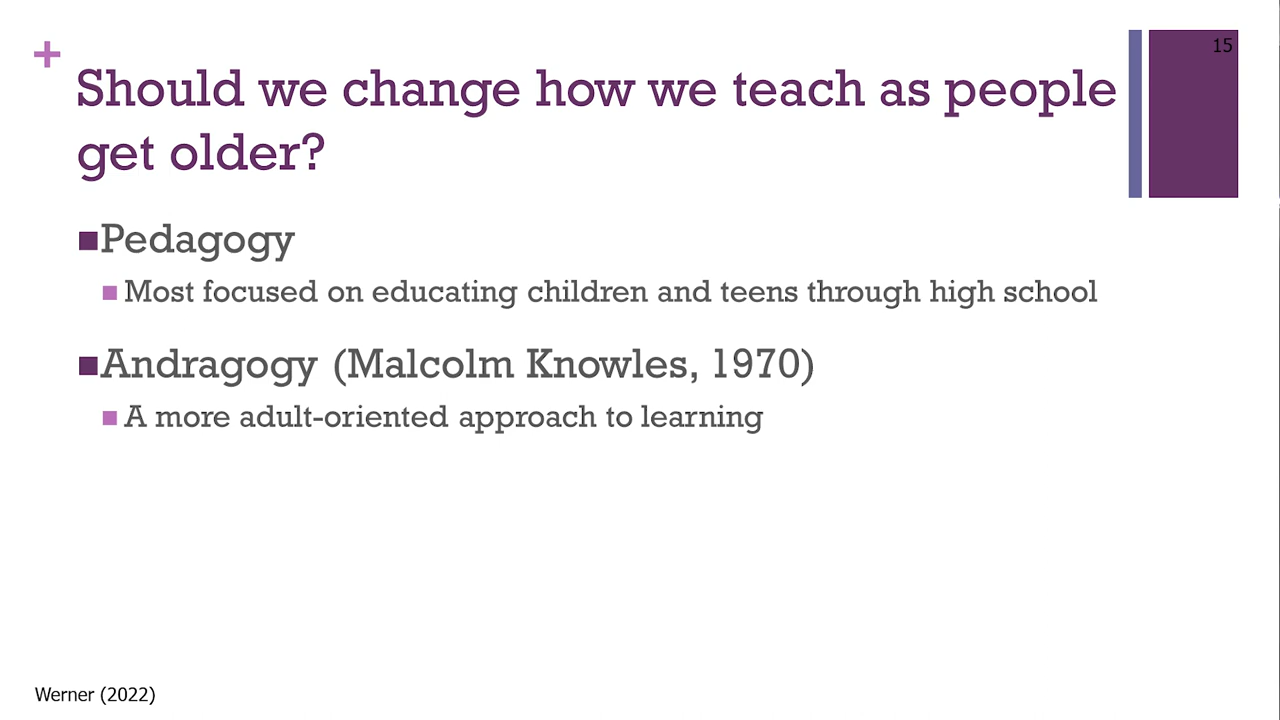 15
+
Should we change how we teach as people
get older?
■Pedagogy
■ Most focused on educating children and teens through high school
■Andragogy (Malcolm Knowles, 1970)
■ A more adult-oriented approach to learning
Werner (2022)